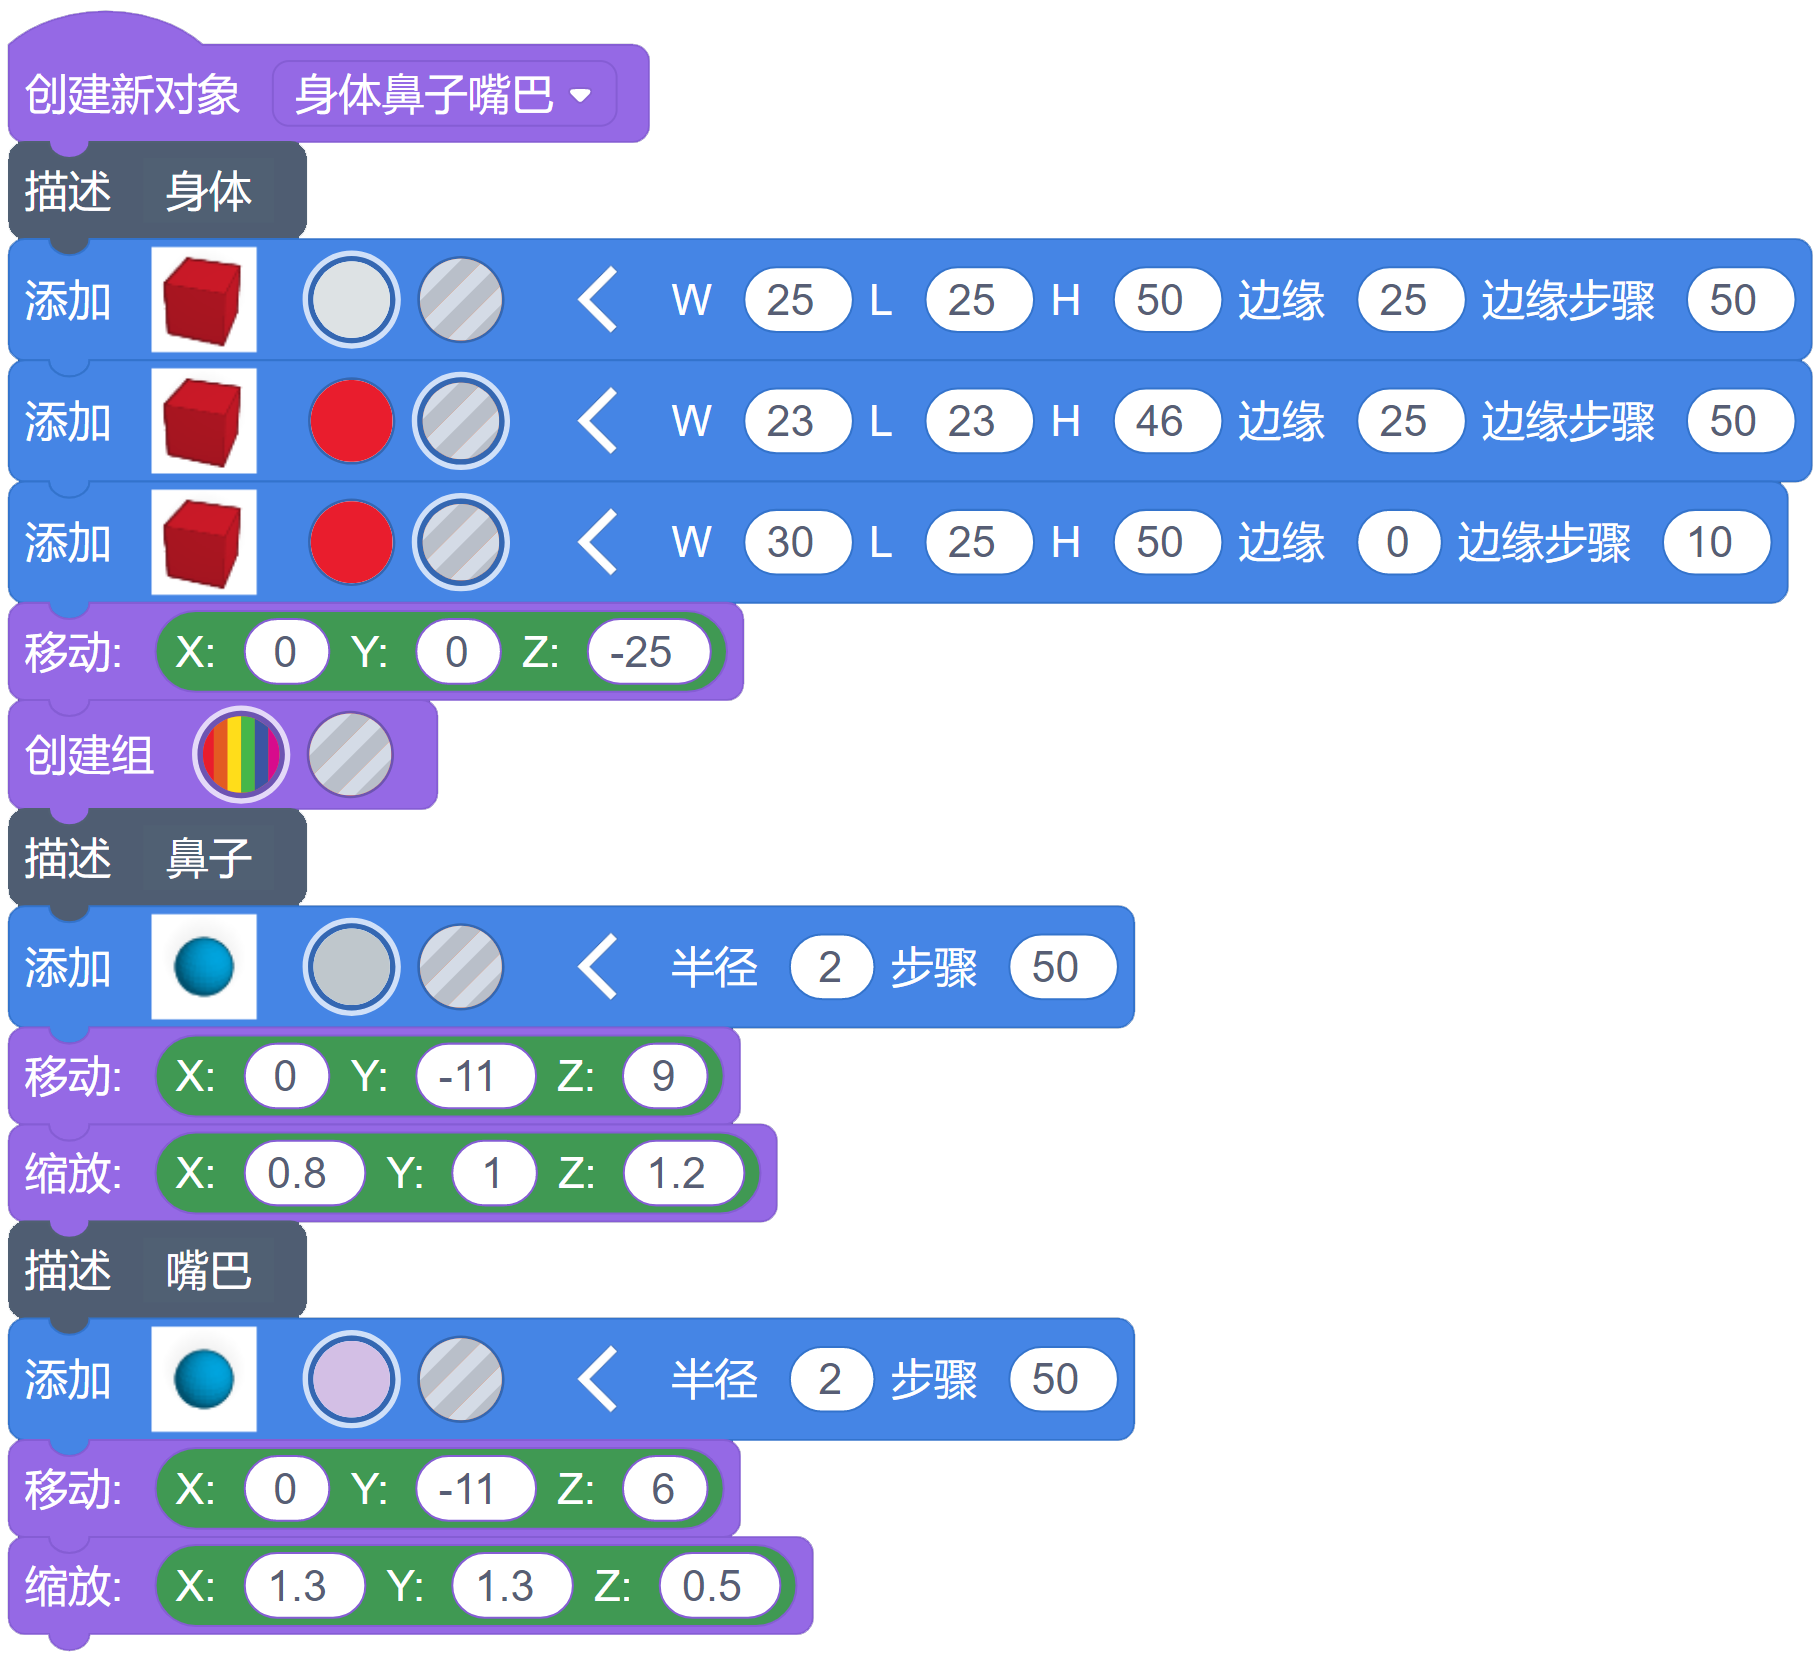 创建新对象 身体鼻子嘴巴
描述 身体
添加 W 25 L 25 H 50 边缘 25 边缘步骤 50
添加 W 23 L 23 H 46 边缘 25 边缘步骤 50
添加 W 30 L 25 H 50 边缘 0 边缘步骤 10
移动: X: 0 Y: 0 Z: -25
创建组
描述 鼻子
添加 半径 2 步骤 50
移动: X: 0 Y: -11 Z: 9
缩放: X: 0.8 Y: 1 Z: 1.2
描述 嘴巴
添加 半径 2 步骤 50
移动: X: 0 Y: -11 Z: 6
缩放: X: 1.3 Y: 1.3 Z: 0.5